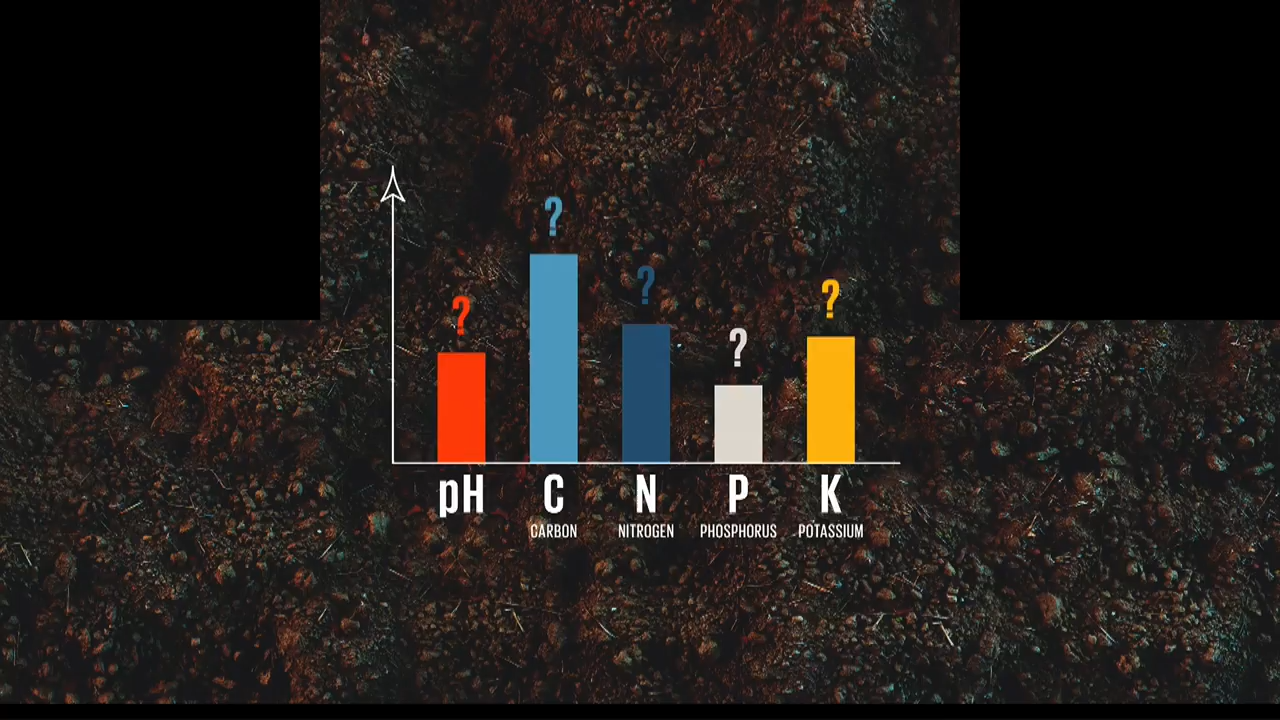 ? ? ? ? ?
pH C N P K
CARBON NITROGEN PHOSPHORUS POTASSIUM